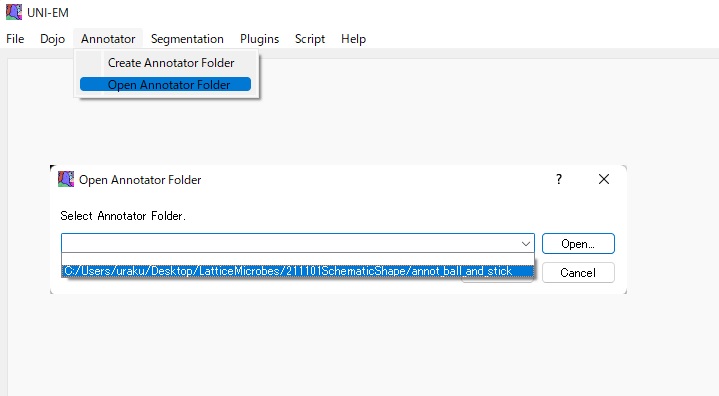 UNI-EM
File Dojo Annotator Segmentation Plugins Script Help
Create Annotator Folder
Open Annotator Folder
Open Annotator Folder ?
Select Annotator Folder.
Open...
C:/Users/uraku/Desktop/LatticeMicrobes/211101SchematicShape/annot_ball_and_stick
Cancel